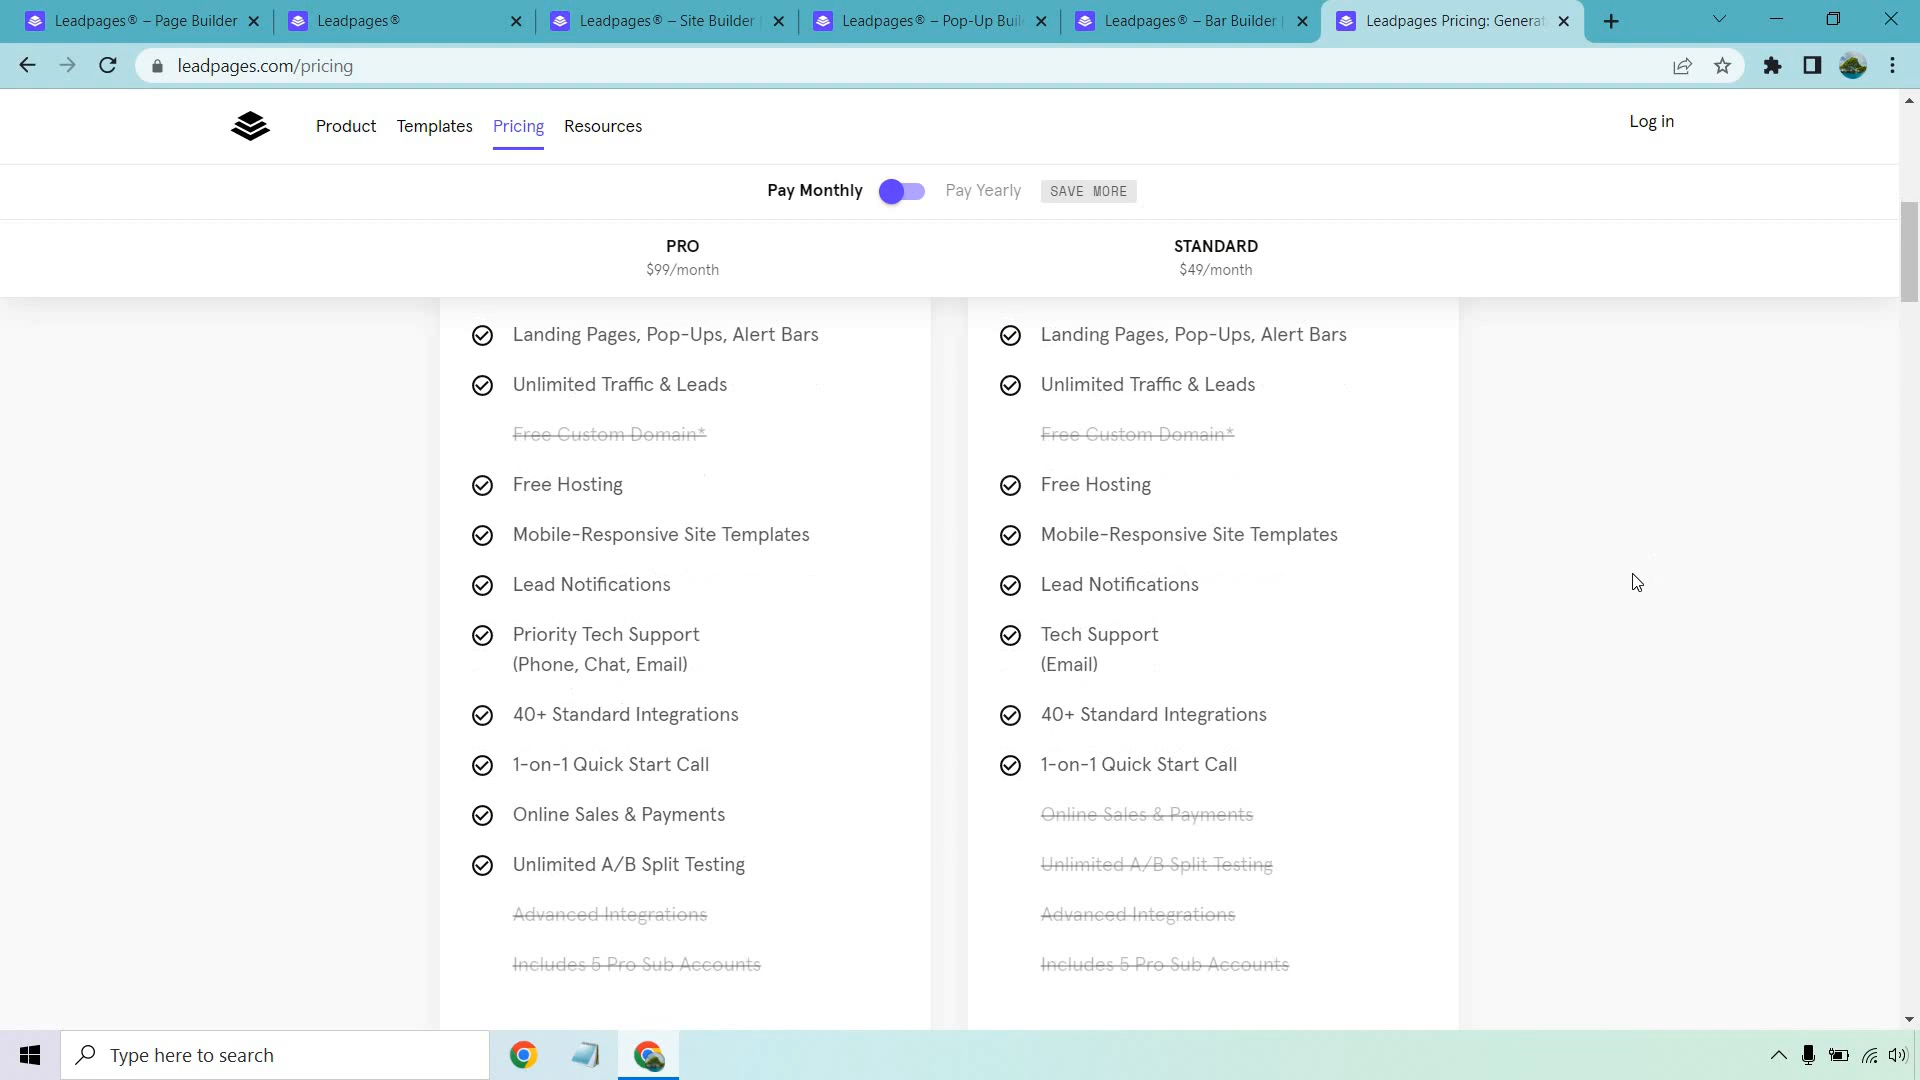 Leadpages® – Page Builder
Leadpages®
Leadpages® – Site Builder
Leadpages® – Pop-Up Buil
Leadpages® – Bar Builder
Leadpages Pricing: Generat
leadpages.com/pricing
Product
Templates
Pricing
Resources
Log in
Pay Monthly
Pay Yearly
SAVE MORE
PRO
$99/month
STANDARD
$49/month
Landing Pages, Pop-Ups, Alert Bars
Unlimited Traffic & Leads
Free Custom Domain*
Free Hosting
Mobile-Responsive Site Templates
Lead Notifications
Priority Tech Support
(Phone, Chat, Email)
40+ Standard Integrations
1-on-1 Quick Start Call
Online Sales & Payments
Unlimited A/B Split Testing
Advanced Integrations
Includes 5 Pro Sub Accounts
Landing Pages, Pop-Ups, Alert Bars
Unlimited Traffic & Leads
Free Custom Domain*
Free Hosting
Mobile-Responsive Site Templates
Lead Notifications
Tech Support
(Email)
40+ Standard Integrations
1-on-1 Quick Start Call
Online Sales & Payments
Unlimited A/B Split Testing
Advanced Integrations
Includes 5 Pro Sub Accounts
Type here to search